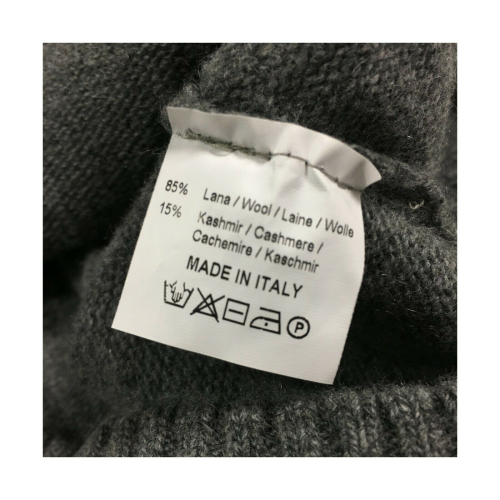 85% Lana / Wool / Laine / Wolle
15% Kashmir / Cashmere /
Cachemire / Kaschmir
MADE IN ITALY
P